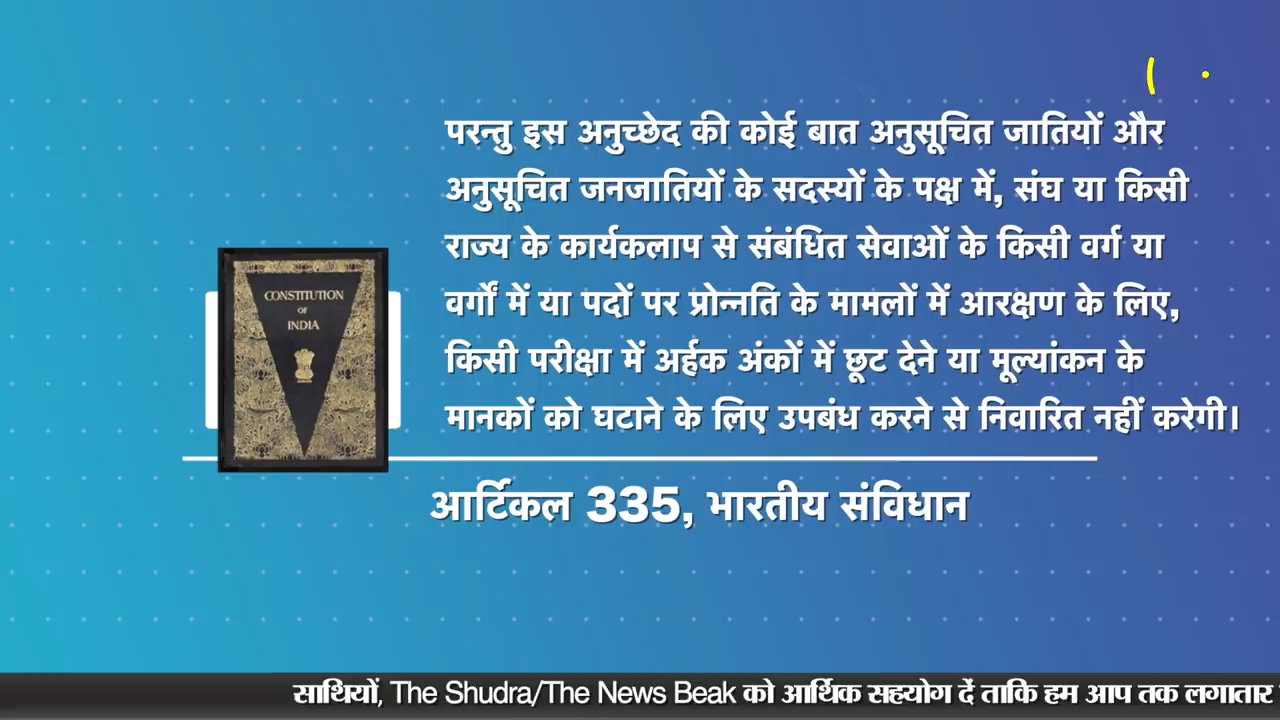 परन्तु इस अनुच्छेद की कोई बात अनुसूचित जातियों और
अनुसूचित जनजातियों के सदस्यों के पक्ष में, संघ या किसी
राज्य के कार्यकलाप से संबंधित सेवाओं के किसी वर्ग या
वर्गों में या पदों पर प्रोन्नति के मामलों में आरक्षण के लिए,
किसी परीक्षा में अर्हक अंकों में छूट देने या मूल्यांकन के
मानकों को घटाने के लिए उपबंध करने से निवारित नहीं करेगी।
CONSTITUTION
OF
INDIA
आर्टिकल 335, भारतीय संविधान
साथियों, The Shudra/The News Beak को आर्थिक सहयोग दें ताकि हम आप तक लगातार